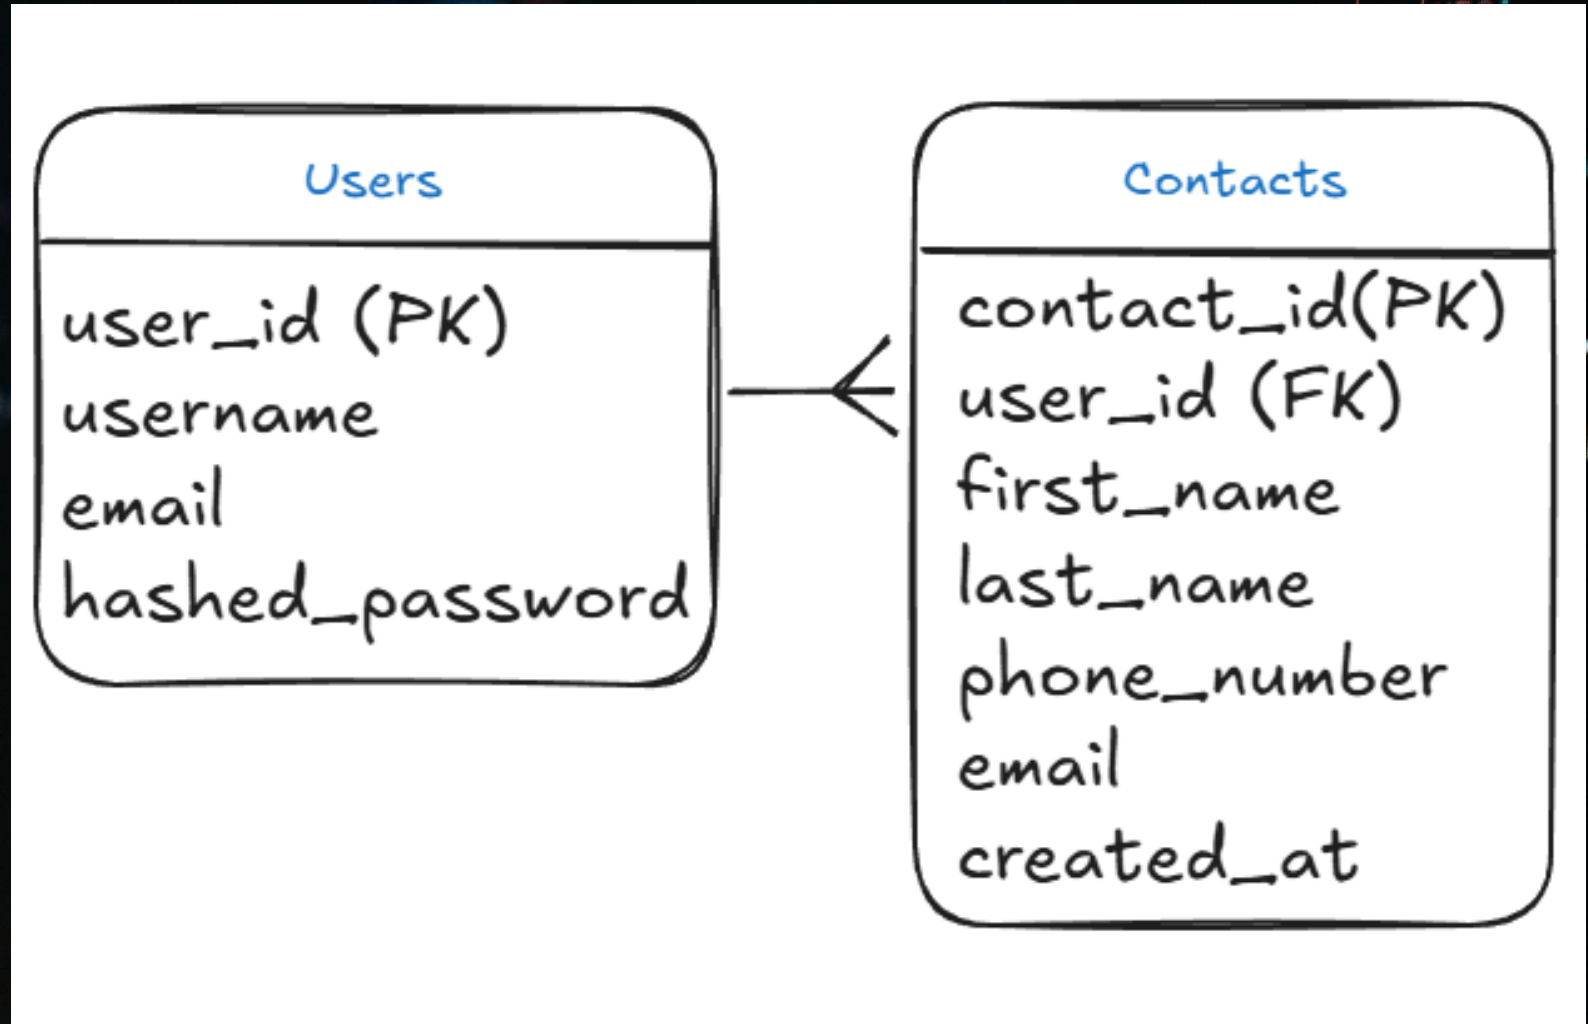 Users
user_id (PK)
username
email
hashed_password
Contacts
contact_id(PK)
user_id (FK)
first_name
last_name
phone_number
email
created_at